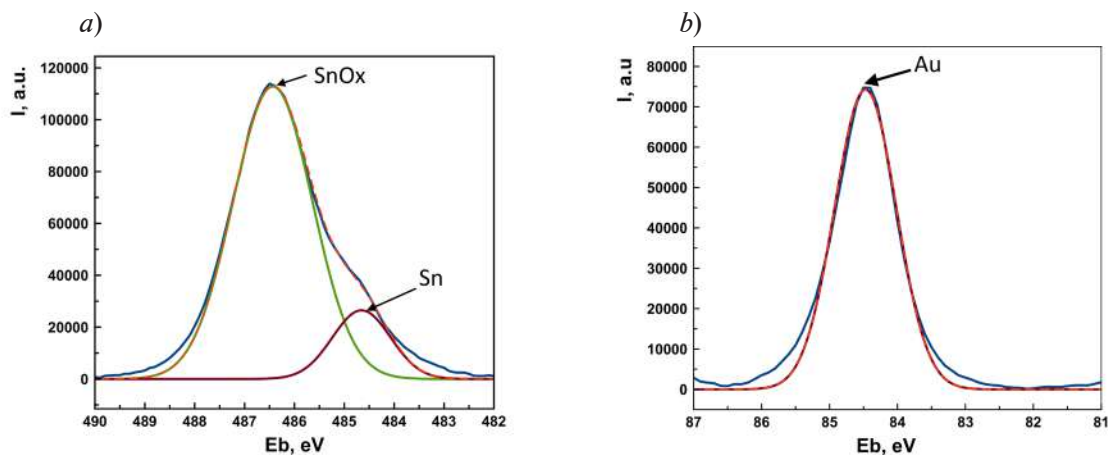 a)
I, a.u.
120000
100000
80000
60000
40000
20000
0
SnOx
Sn
490 489 488 487 486 485 484 483 482
Eb, eV
b)
I, a.u
80000
70000
60000
50000
40000
30000
20000
10000
0
Au
87 86 85 84 83 82 81
Eb, eV